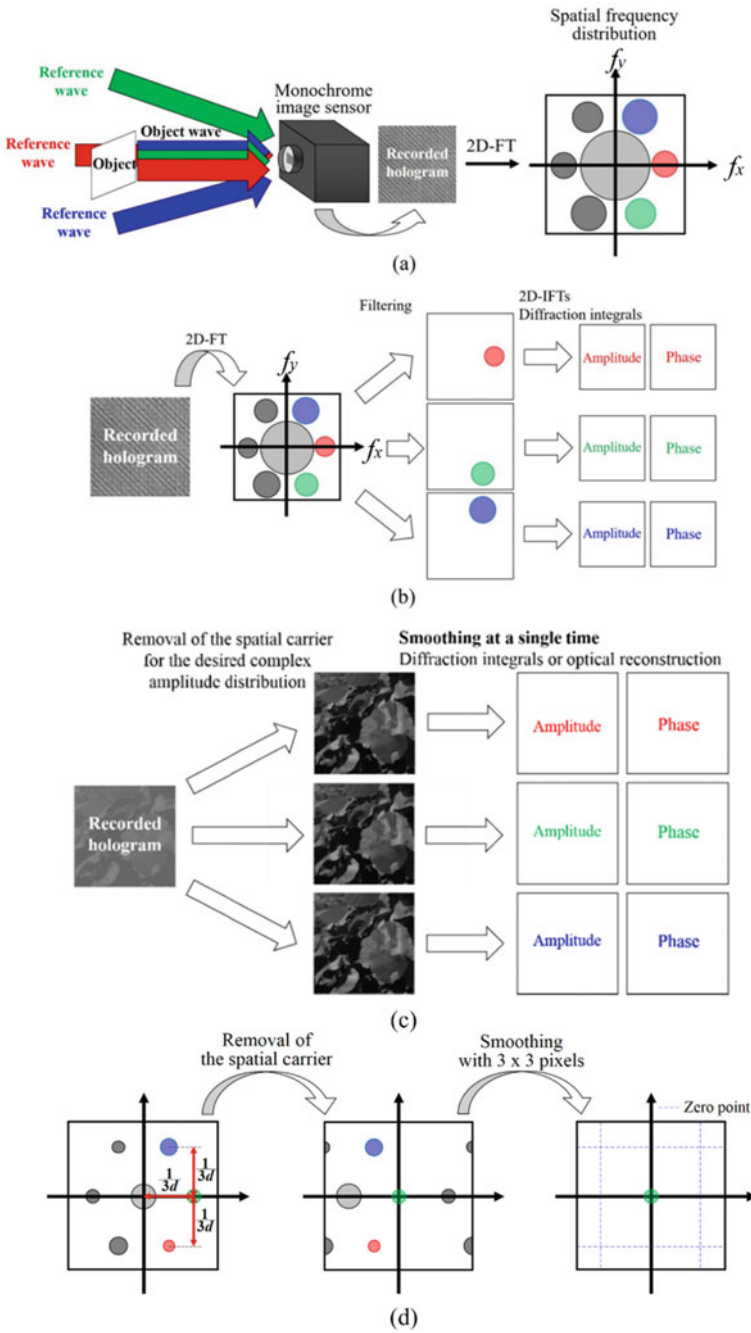 Spatial frequency
distribution
Reference
wave
Monochrome
image sensor
fy
Object wave
Reference
wave
Object
Recorded
hologram
2D-FT
fx
Reference
wave
(a)
Filtering
2D-IFTs
Diffraction integrals
2D-FT
fy
Amplitude
Phase
Recorded
hologram
fx
Amplitude
Phase
Amplitude
Phase
(b)
Removal of the spatial carrier
for the desired complex
amplitude distribution
Smoothing at a single time
Diffraction integrals or optical reconstruction
Amplitude
Phase
Recorded
hologram
Amplitude
Phase
Amplitude
Phase
(c)
Removal of
the spatial carrier
Smoothing
with 3 x 3 pixels
Zero point
1
3d
1
3d
1
3d
(d)